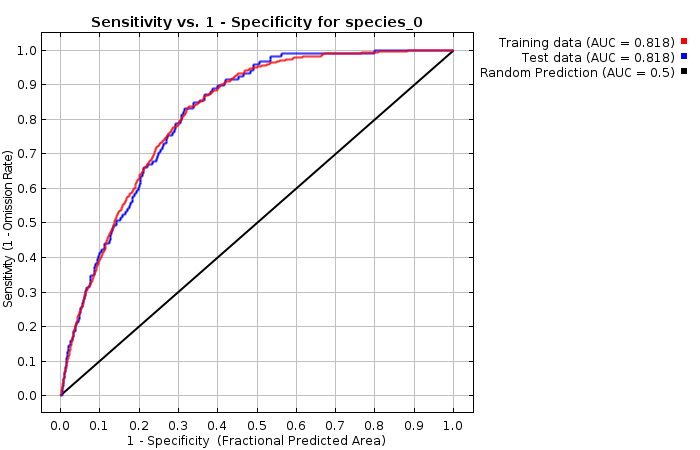 Sensitivity vs. 1 - Specificity for species_0
Training data (AUC = 0.818)
Test data (AUC = 0.818)
Random Prediction (AUC = 0.5)
Sensitivity (1 - Omission Rate)
1.0
0.9
0.8
0.7
0.6
0.5
0.4
0.3
0.2
0.1
0.0
0.0 0.1 0.2 0.3 0.4 0.5 0.6 0.7 0.8 0.9 1.0
1 - Specificity (Fractional Predicted Area)